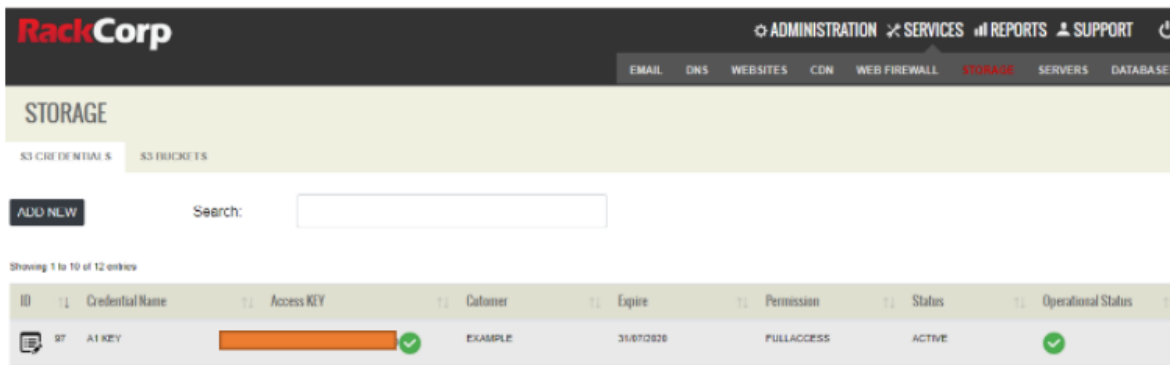 RackCorp
ADMINISTRATION SERVICES REPORTS SUPPORT
EMAIL DNS WEBSITES CDN WEB FIREWALL STORAGE SERVERS DATABASE
STORAGE
S3 CREDENTIALS S3 BUCKETS
ADD NEW Search:
Showing 1 to 10 of 12 entries
ID Credential Name Access KEY Cutomer Expire Permission Status Operational Status
97 A1 KEY EXAMPLE 31/07/2020 FULLACCESS ACTIVE